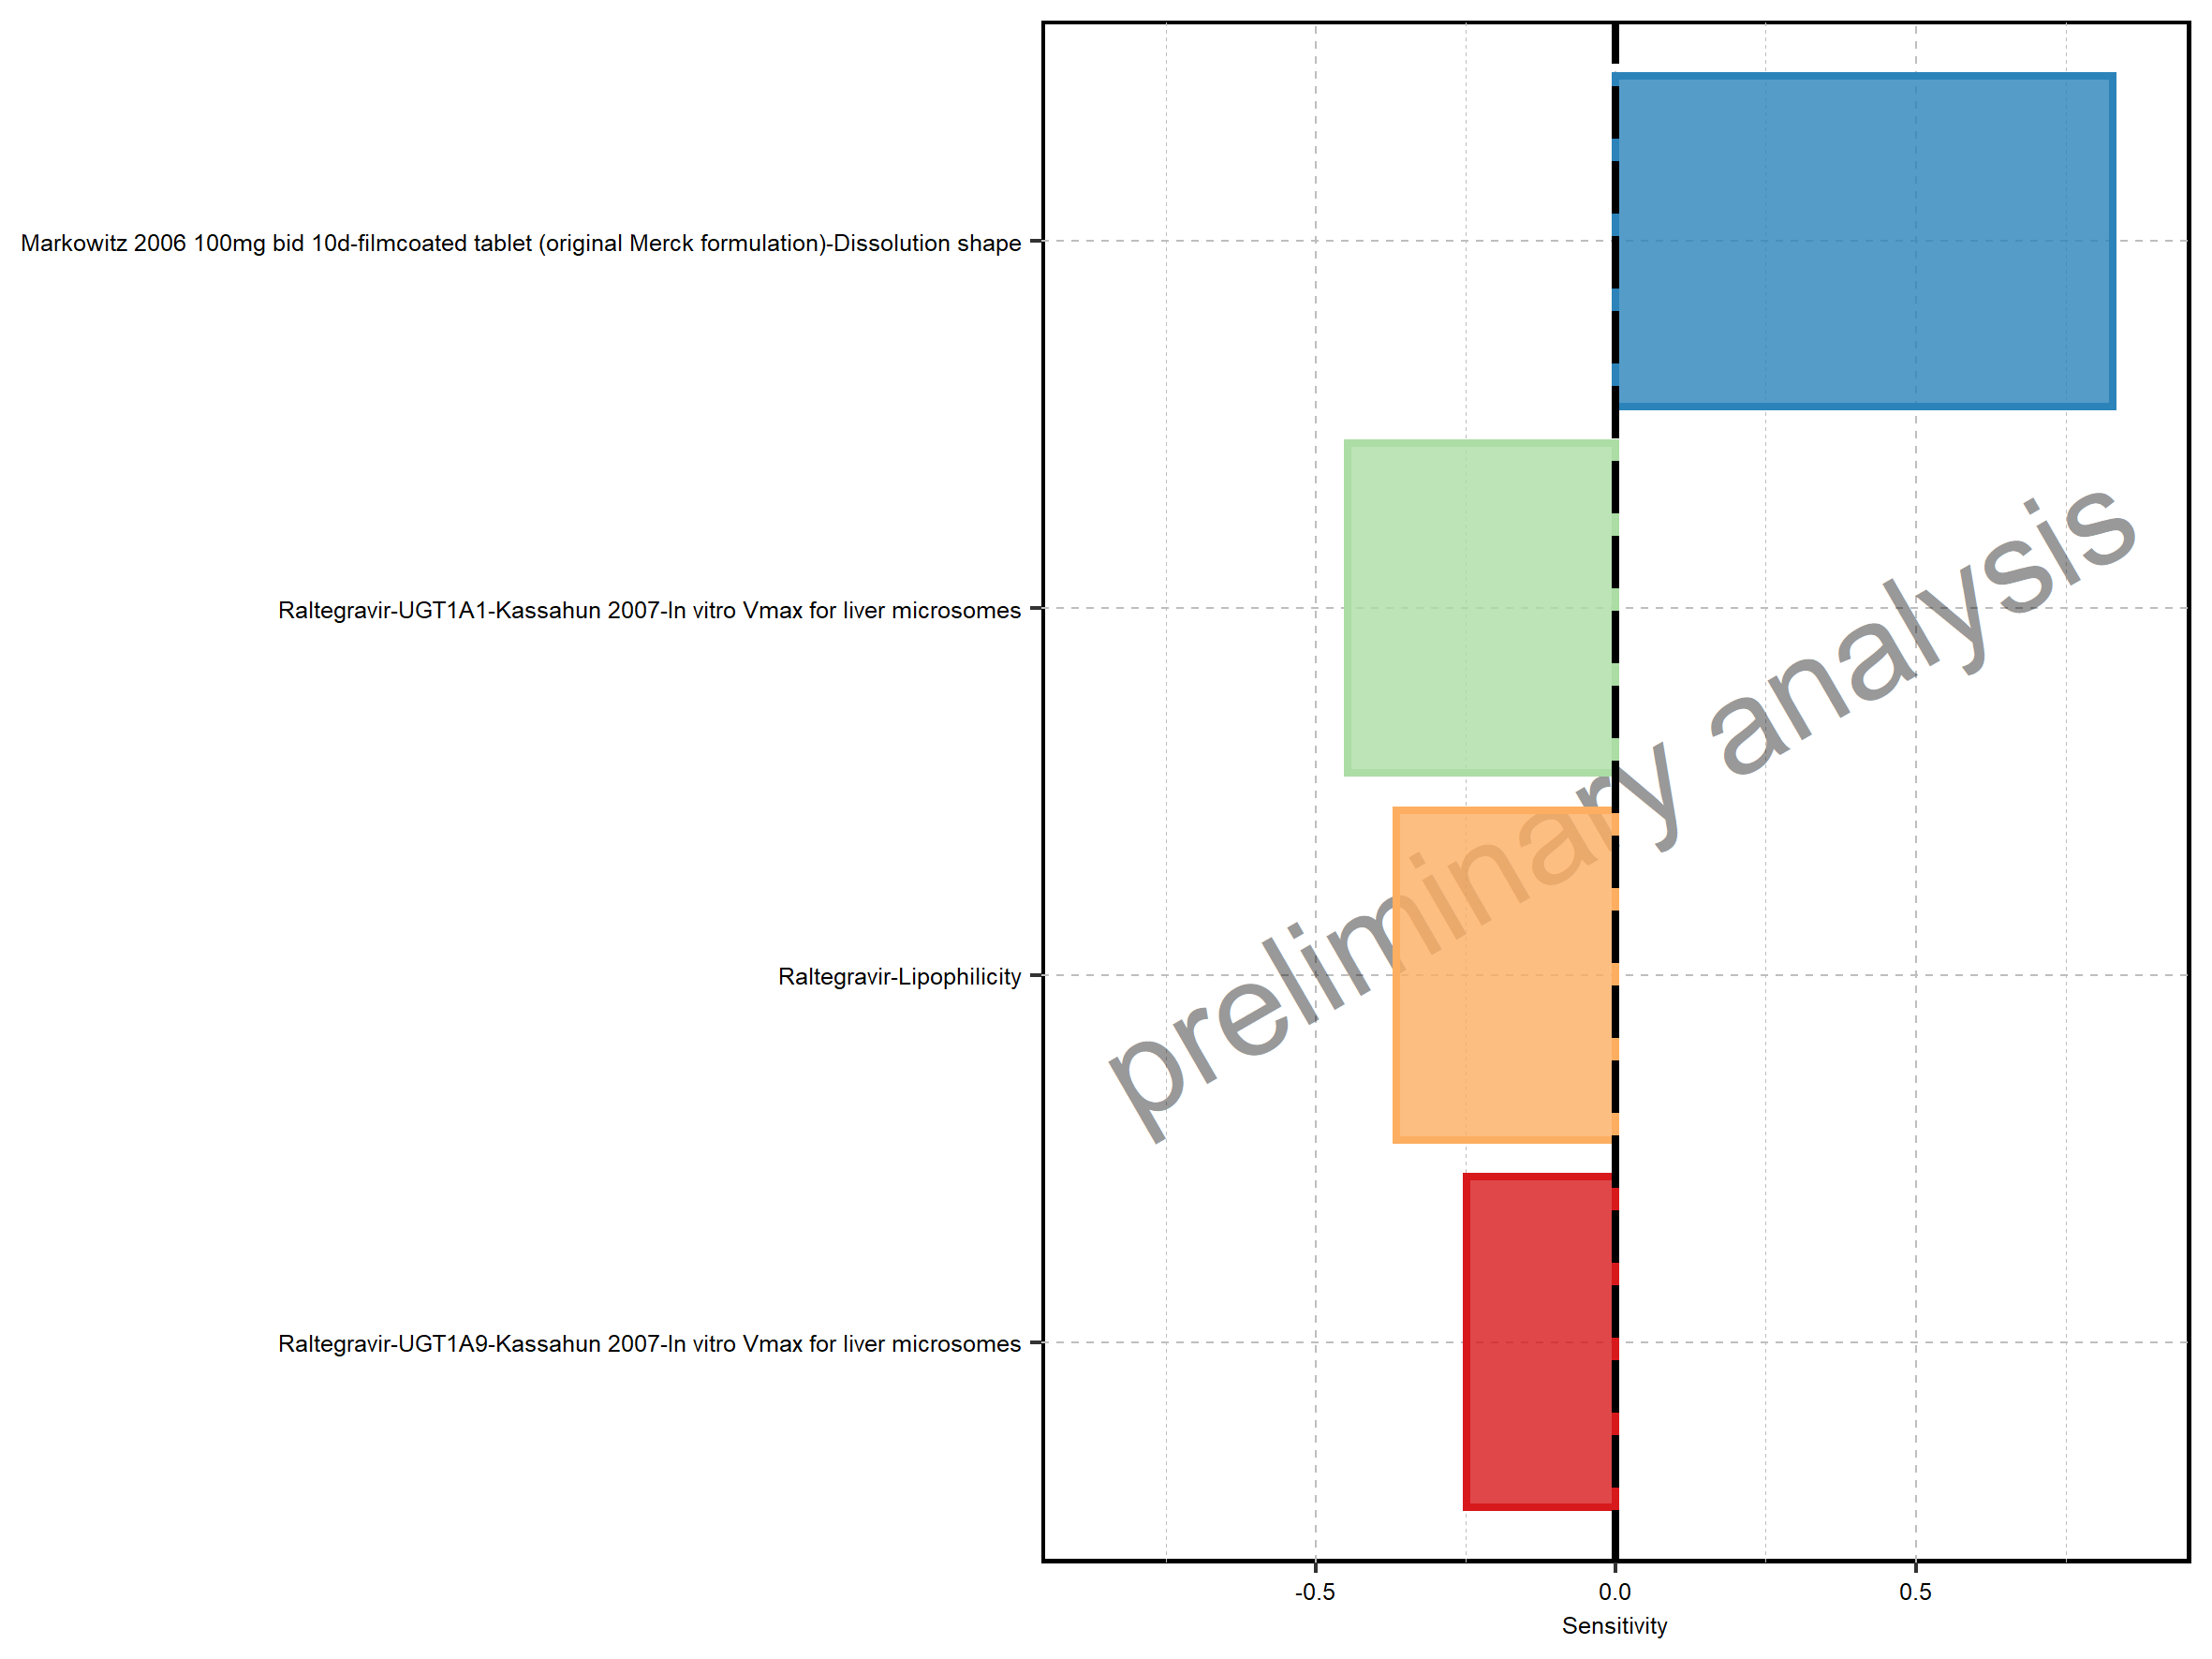 Markowitz 2006 100mg bid 10d-filmcoated tablet (original Merck formulation)-Dissolution shape
Raltegravir-UGT1A1-Kassahun 2007-In vitro Vmax for liver microsomes
preliminary analysis
Raltegravir-Lipophilicity
Raltegravir-UGT1A9-Kassahun 2007-In vitro Vmax for liver microsomes
-0.5 0.0 0.5
Sensitivity